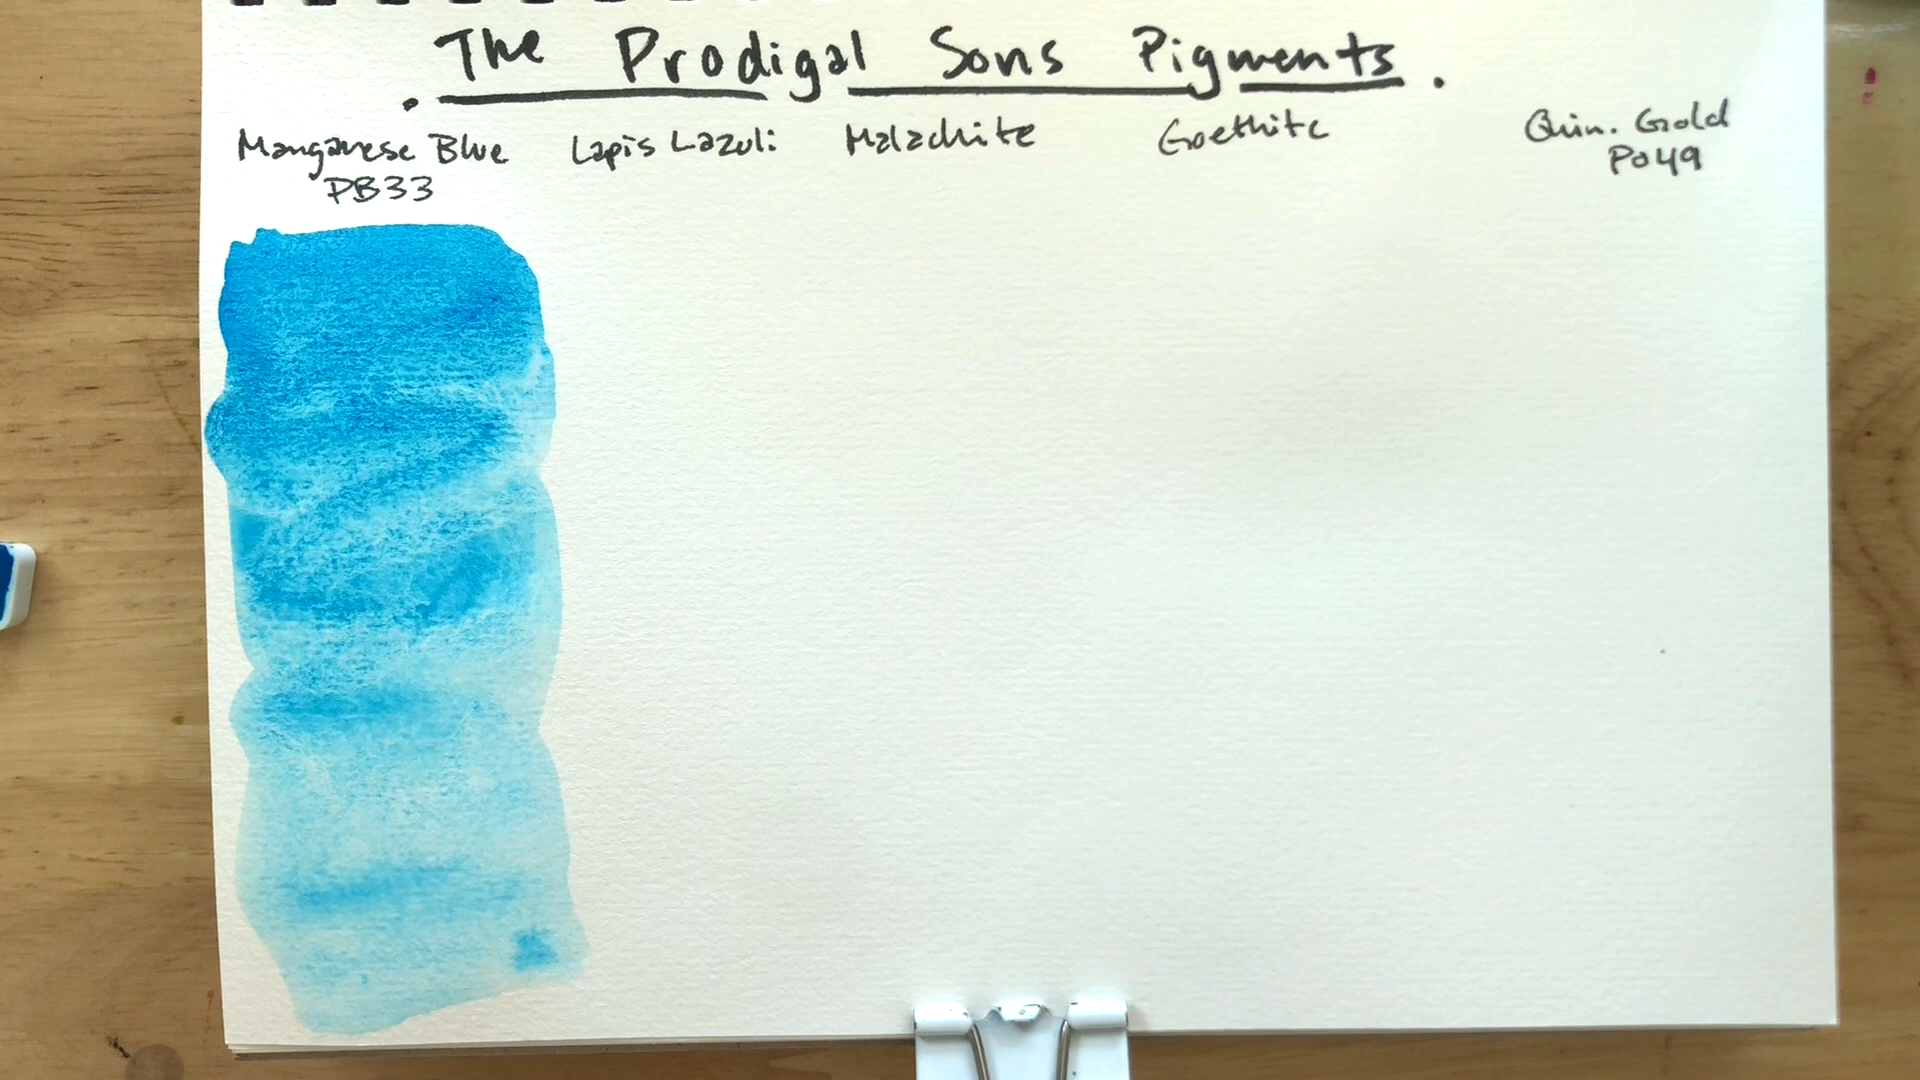 The Prodigal Sons Pigments.
Manganese Blue
PB33
Lapis Lazuli
Malachite
Goethite
Quin. Gold
PO49